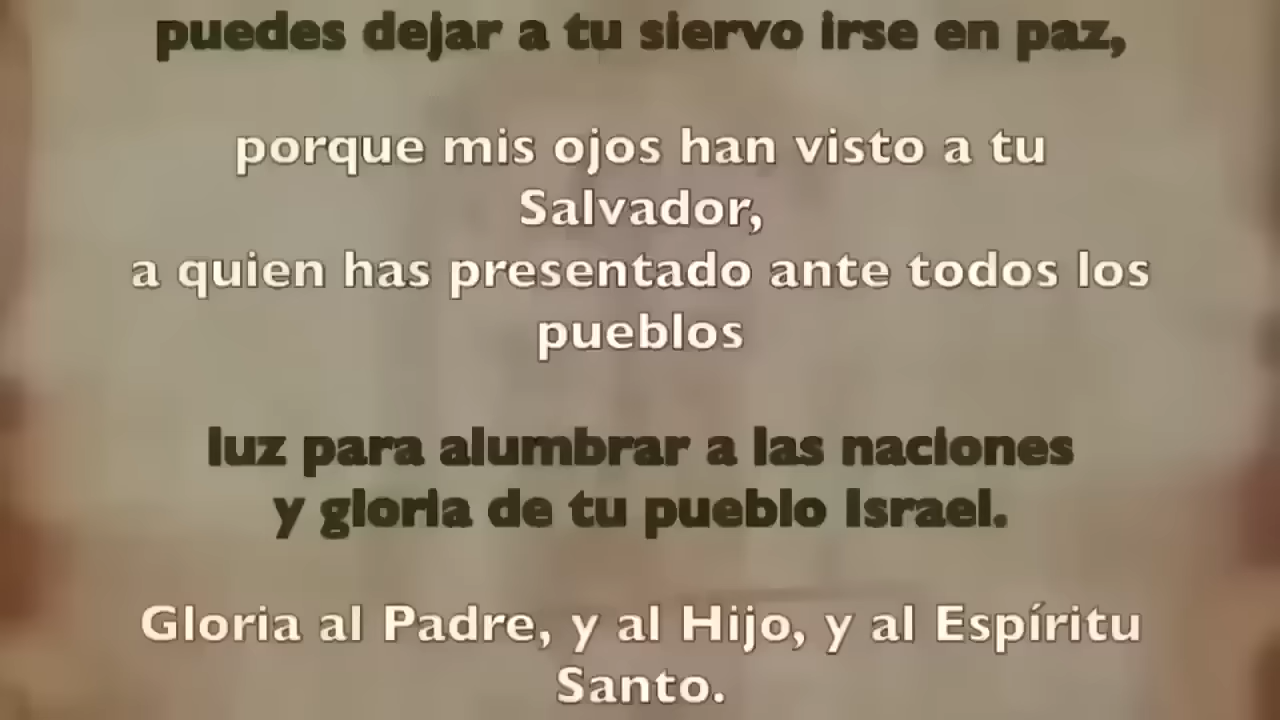 puedes dejar a tu siervo irse en paz,
porque mis ojos han visto a tu
Salvador,
a quien has presentado ante todos los
pueblos
luz para alumbrar a las naciones
y gloria de tu pueblo Israel.
Gloria al Padre, y al Hijo, y al Espíritu
Santo.